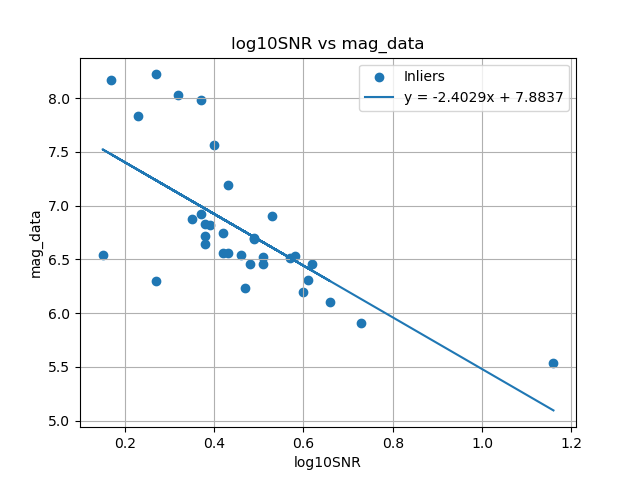 log10SNR vs mag_data
Inliers
y = -2.4029x + 7.8837
8.0
7.5
7.0
6.5
6.0
5.5
5.0
mag_data
0.2
0.4
0.6
0.8
1.0
1.2
log10SNR